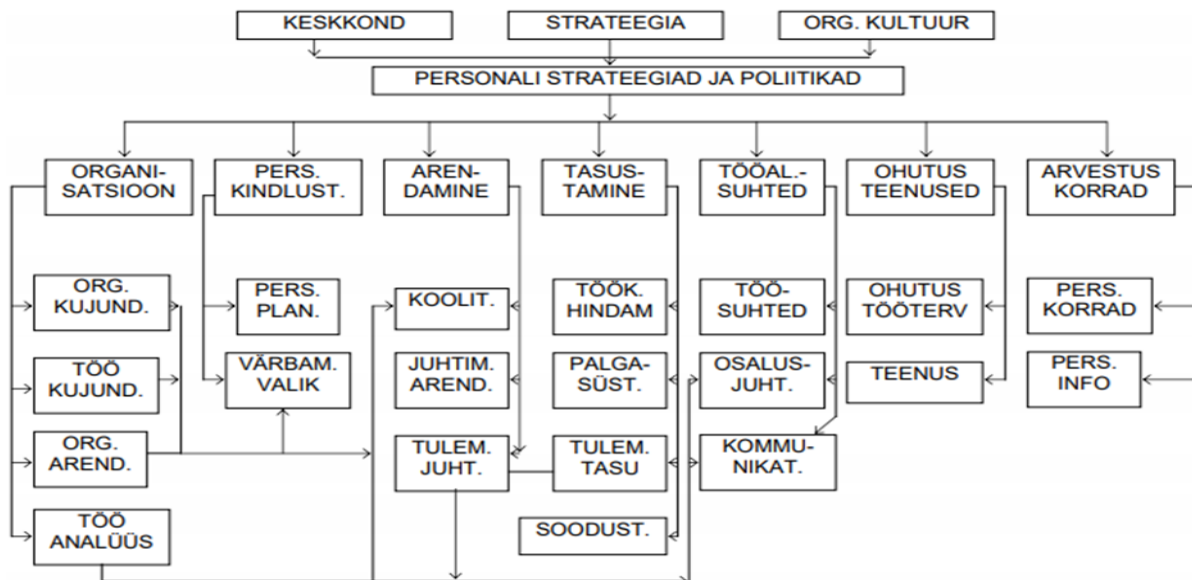 KESKKOND
STRATEEGIA
ORG. KULTUUR
PERSONALI STRATEEGIAD JA POLIITIKAD
ORGANI-
SATSIOON
PERS.
KINDLUST.
AREN-
DAMINE
TASUS-
TAMINE
TÖÖAL.-
SUHTED
OHUTUS
TEENUSED
ARVESTUS
KORRAD
ORG.
KUJUND.
PERS.
PLAN.
KOOLIT.
TÖÖK.
HINDAM
TÖÖ-
SUHTED
OHUTUS
TÖÖTERV
PERS.
KORRAD
TÖÖ
KUJUND.
VÄRBAM.
VALIK
JUHTIM.
AREND.
PALGA-
SÜST.
OSALUS-
JUHT.
TEENUS
PERS.
INFO
ORG.
AREND.
TULEM.
JUHT.
TULEM.
TASU
KOMMU-
NIKAT.
TÖÖ
ANALÜÜS
SOODUST.